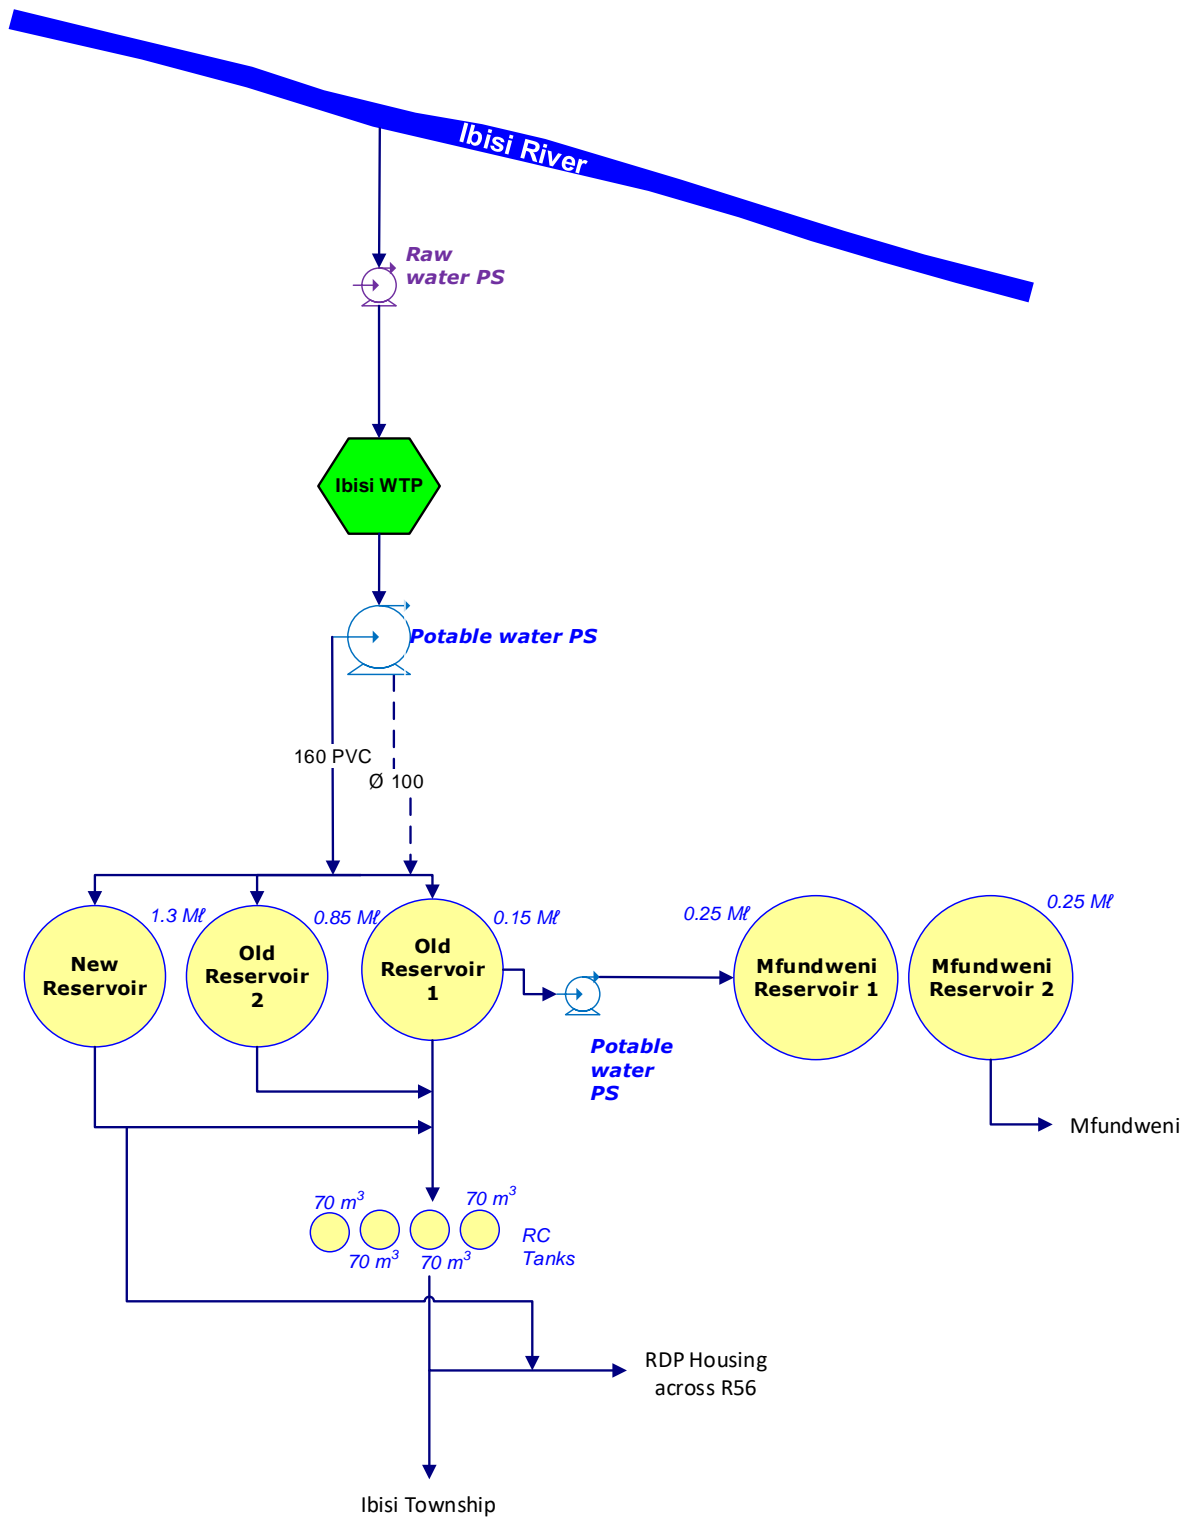 Ibisi River
Raw
water PS
Ibisi WTP
Potable water PS
160 PVC
Ø 100
1.3 Mℓ
0.85 Mℓ
0.15 Mℓ
0.25 Mℓ
0.25 Mℓ
New
Reservoir
Old
Reservoir
2
Old
Reservoir
1
Mfundweni
Reservoir 1
Mfundweni
Reservoir 2
Potable
water
PS
Mfundweni
70 m³
70 m³
70 m³
70 m³
RC
Tanks
RDP Housing
across R56
Ibisi Township